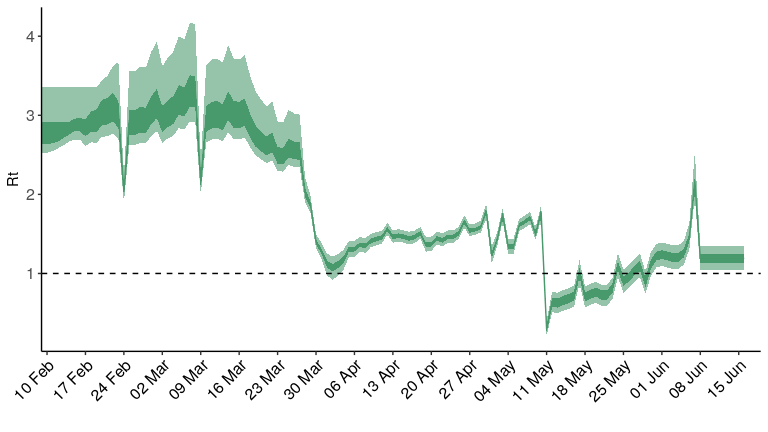 4
3
2
1
Rt
10 Feb
17 Feb
24 Feb
02 Mar
09 Mar
16 Mar
23 Mar
30 Mar
06 Apr
13 Apr
20 Apr
27 Apr
04 May
11 May
18 May
25 May
01 Jun
08 Jun
15 Jun